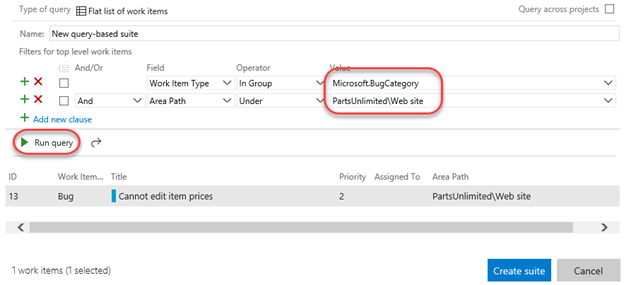 Type of query Flat list of work items Query across projects
Name: New query-based suite
Filters for top level work items
And/Or Field Operator Value
Work Item Type In Group Microsoft.BugCategory
And Area Path Under PartsUnlimited\Web site
Add new clause
Run query
ID Work Item... Title Priority Assigned To Area Path
13 Bug Cannot edit item prices 2 PartsUnlimited\Web site
1 work items (1 selected) Create suite Cancel